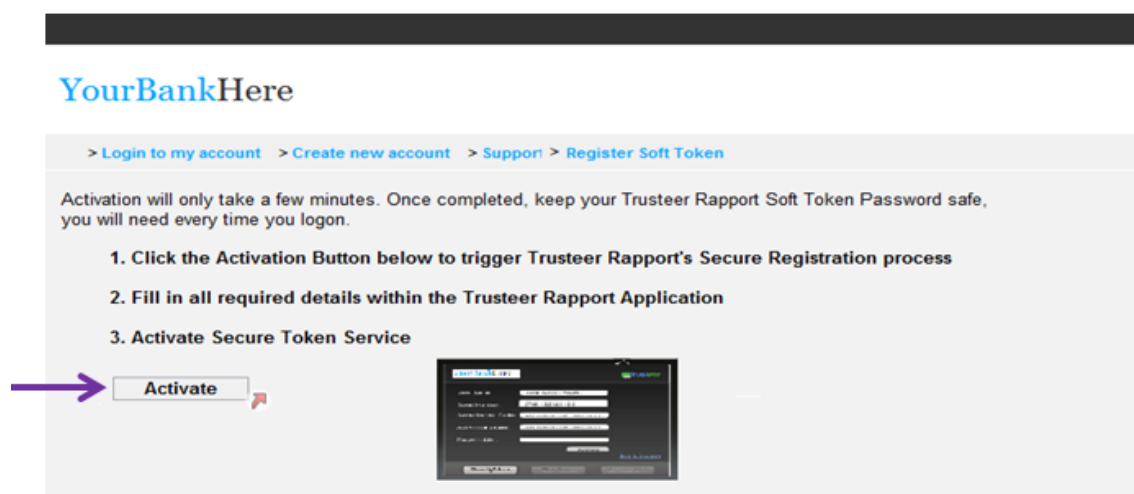 YourBankHere
> Login to my account > Create new account > Support > Register Soft Token
Activation will only take a few minutes. Once completed, keep your Trusteer Rapport Soft Token Password safe,
you will need every time you logon.
1. Click the Activation Button below to trigger Trusteer Rapport's Secure Registration process
2. Fill in all required details within the Trusteer Rapport Application
3. Activate Secure Token Service
Activate